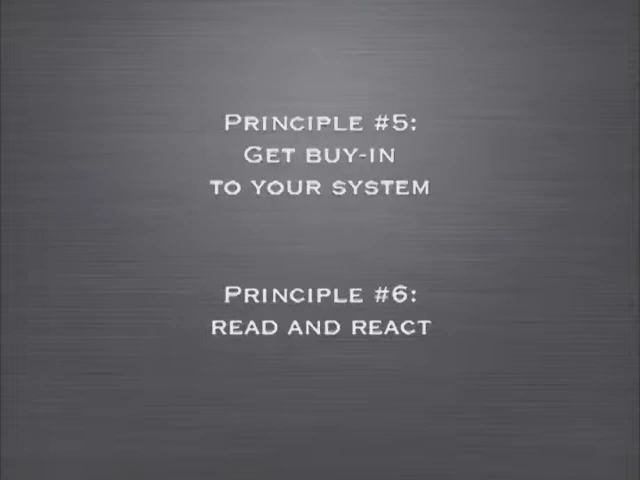 Principle #5:
Get buy-in
to your system
Principle #6:
read and react